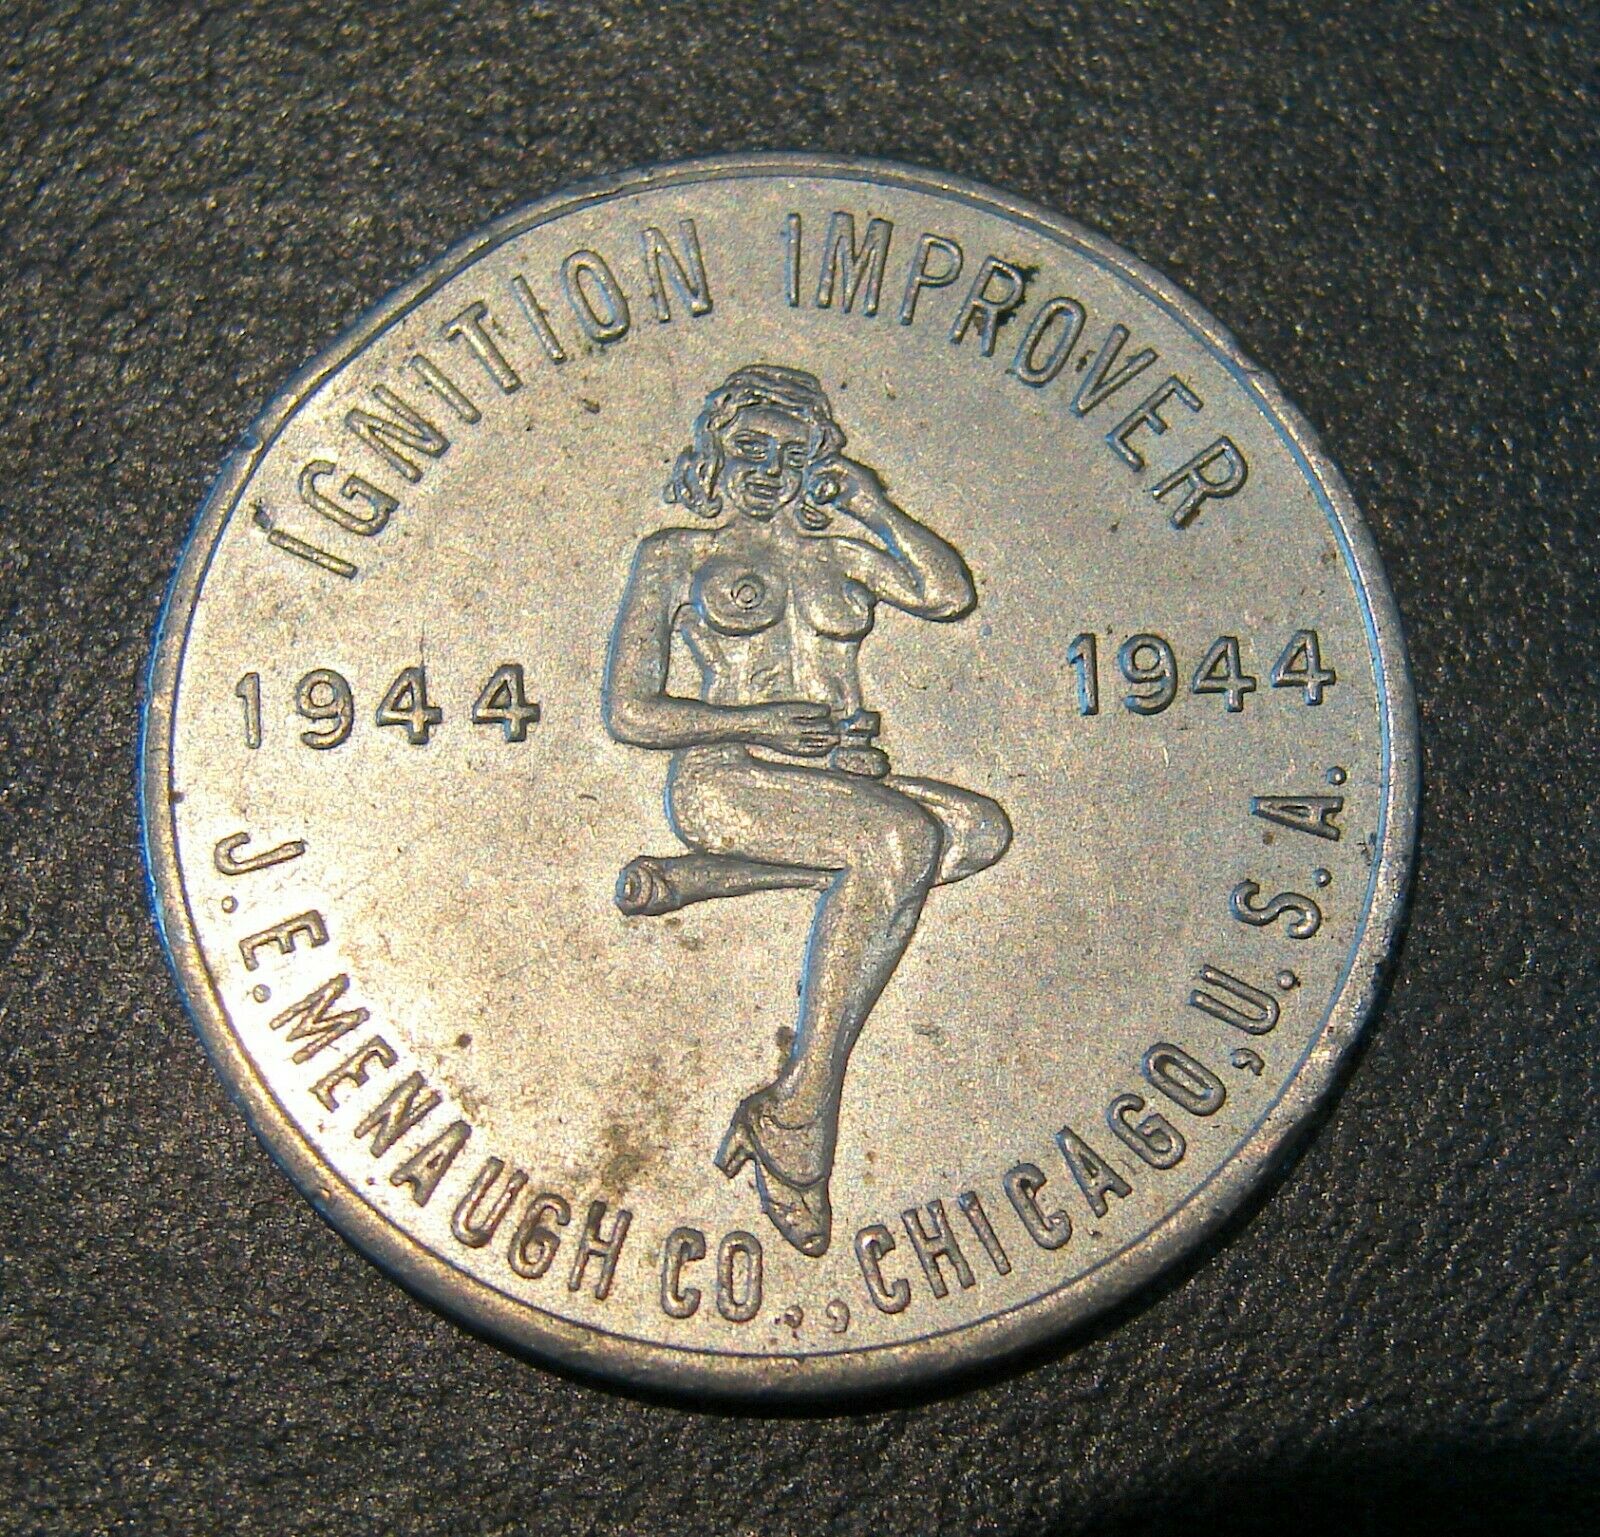 IGNITION IMPROVER
1944 1944
J.E. MENAUGH CO., , CHICAGO, U.S.A.